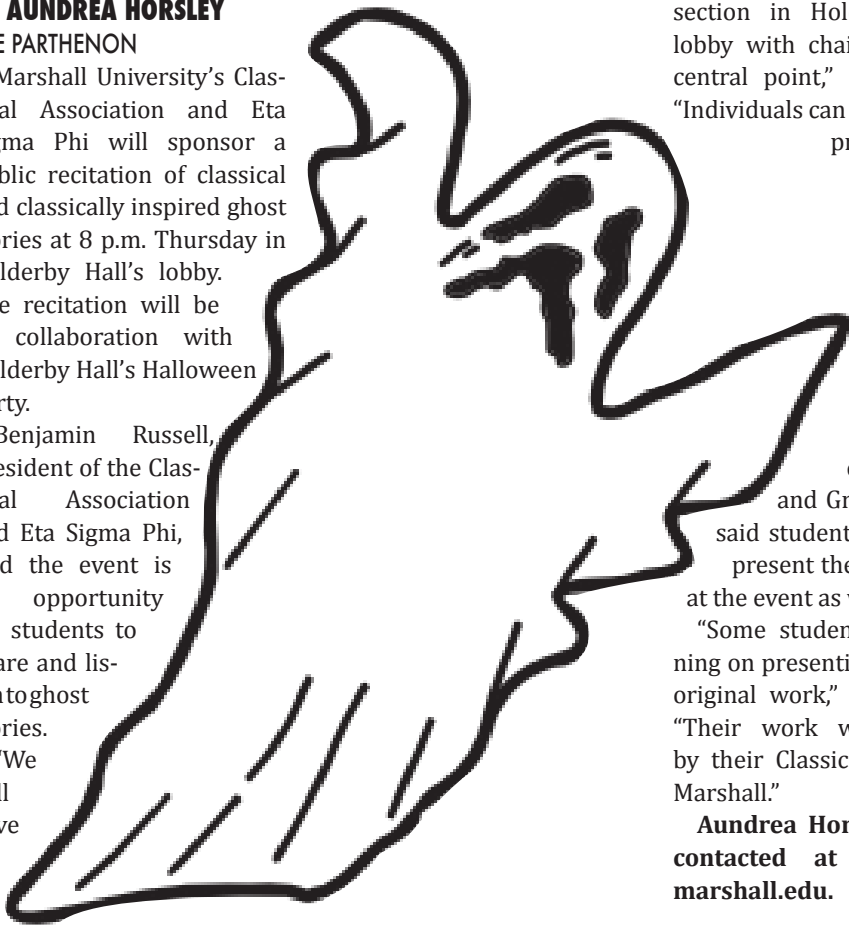 AUNDREA HORSLEY
E PARTHENON
Marshall University’s Clas-
al Association and Eta
gma Phi will sponsor a
blic recitation of classical
d classically inspired ghost
ories at 8 p.m. Thursday in
lderby Hall’s lobby.
e recitation will be
collaboration with
lderby Hall’s Halloween
rty.
Benjamin Russell,
esident of the Clas-
al Association
d Eta Sigma Phi,
d the event is
opportunity
students to
are and lis-
n to ghost
ories.
“We
ll
ve
section in Hol
lobby with chai
central point,”
“Individuals can
pr
and Gr
said student
present the
at the event as
“Some studen
ning on presenti
original work,”
“Their work w
by their Classic
Marshall.”
Aundrea Hor
contacted at
marshall.edu.